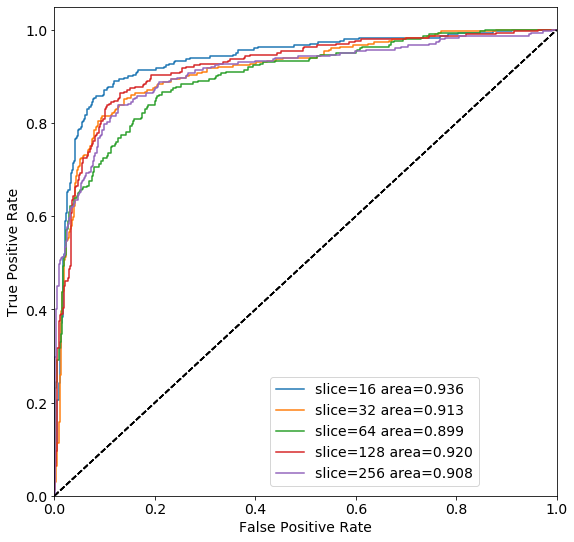 1.0
0.8
0.6
0.4
0.2
0.0
True Positive Rate
slice=16 area=0.936
slice=32 area=0.913
slice=64 area=0.899
slice=128 area=0.920
slice=256 area=0.908
0.0 0.2 0.4 0.6 0.8 1.0
False Positive Rate